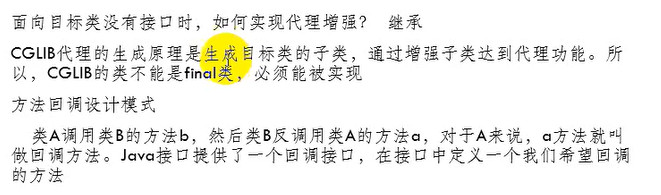 面向目标类没有接口时，如何实现代理增强？ 继承
CGLIB代理的生成原理是生成目标类的子类，通过增强子类达到代理功能。所
以，CGLIB的类不能是final类，必须能被实现
方法回调设计模式
类A调用类B的方法b，然后类B反调用类A的方法a，对于A来说，a方法就叫
做回调方法。Java接口提供了一个回调接口，在接口中定义一个我们希望回调
的方法